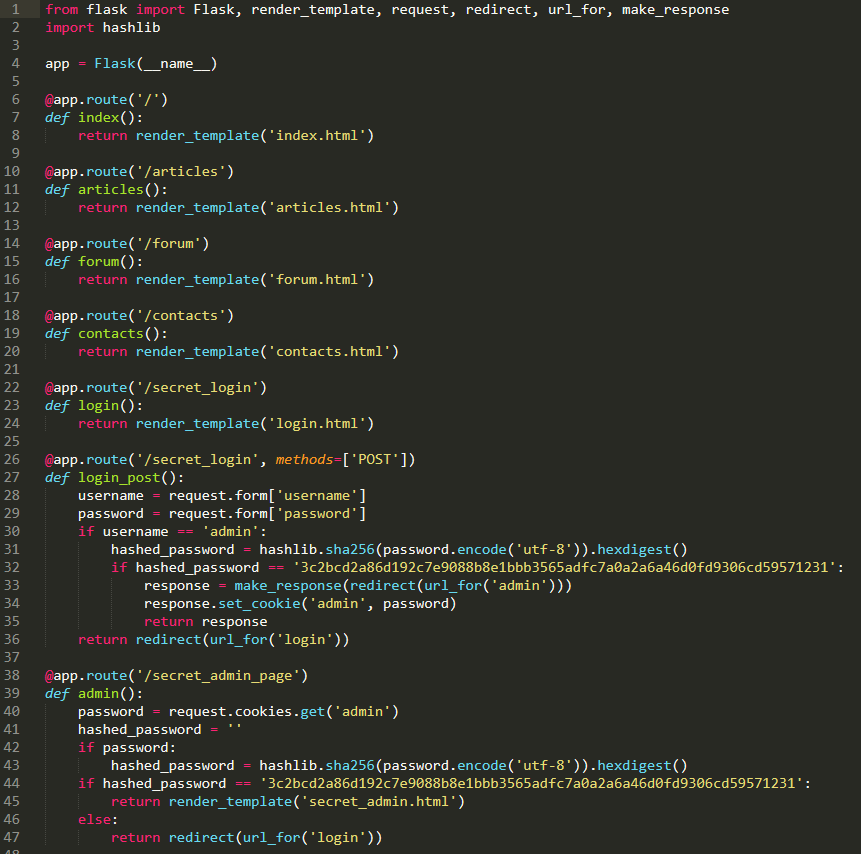 1 from flask import Flask, render_template, request, redirect, url_for, make_response
2 import hashlib
3
4 app = Flask(__name__)
5
6 @app.route('/')
7 def index():
8     return render_template('index.html')
9
10 @app.route('/articles')
11 def articles():
12     return render_template('articles.html')
13
14 @app.route('/forum')
15 def forum():
16     return render_template('forum.html')
17
18 @app.route('/contacts')
19 def contacts():
20     return render_template('contacts.html')
21
22 @app.route('/secret_login')
23 def login():
24     return render_template('login.html')
25
26 @app.route('/secret_login', methods=['POST'])
27 def login_post():
28     username = request.form['username']
29     password = request.form['password']
30     if username == 'admin':
31         hashed_password = hashlib.sha256(password.encode('utf-8')).hexdigest()
32         if hashed_password == '3c2bcd2a86d192c7e9088b8e1bbb3565adfc7a0a2a6a46d0fd9306cd59571231':
33             response = make_response(redirect(url_for('admin')))
34             response.set_cookie('admin', password)
35             return response
36     return redirect(url_for('login'))
37
38 @app.route('/secret_admin_page')
39 def admin():
40     password = request.cookies.get('admin')
41     hashed_password = ''
42     if password:
43         hashed_password = hashlib.sha256(password.encode('utf-8')).hexdigest()
44     if hashed_password == '3c2bcd2a86d192c7e9088b8e1bbb3565adfc7a0a2a6a46d0fd9306cd59571231':
45         return render_template('secret_admin.html')
46     else:
47         return redirect(url_for('login'))